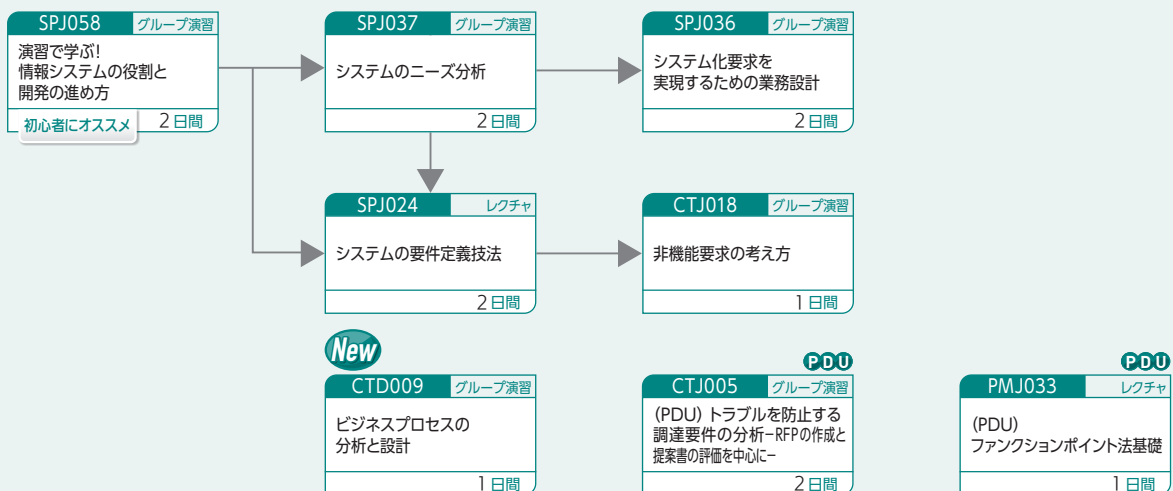 SPJ058 グループ演習
演習で学ぶ!
情報システムの役割と
開発の進め方
初心者にオススメ 2日間
SPJ037 グループ演習
システムのニーズ分析
2日間
SPJ036 グループ演習
システム化要求を
実現するための業務設計
2日間
SPJ024 レクチャ
システムの要件定義技法
2日間
CTJ018 グループ演習
非機能要求の考え方
1日間
New
CTD009 グループ演習
ビジネスプロセスの
分析と設計
1日間
PDU
CTJ005 グループ演習
(PDU)トラブルを防止する
調達要件の分析−RFPの作成と
提案書の評価を中心に−
2日間
PDU
PMJ033 レクチャ
(PDU)
ファンクションポイント法基礎
1日間